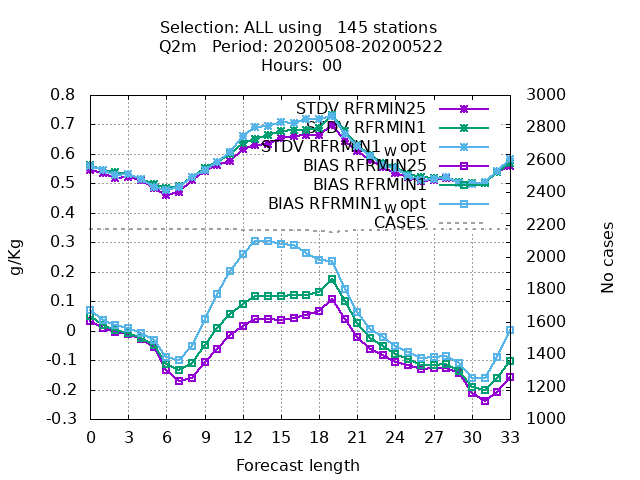 Selection: ALL using 145 stations
Q2m Period: 20200508-20200522
Hours: 00
0.8
0.7
0.6
0.5
0.4
0.3
0.2
0.1
0
-0.1
-0.2
-0.3
g/Kg
STDV RFRMIN25
STDV RFRMIN1
STDV RFRMIN1_w opt
BIAS RFRMIN25
BIAS RFRMIN1
BIAS RFRMIN1_w opt
CASES
3000
2800
2600
2400
2200
2000
1800
1600
1400
1200
1000
No cases
0 3 6 9 12 15 18 21 24 27 30 33
Forecast length